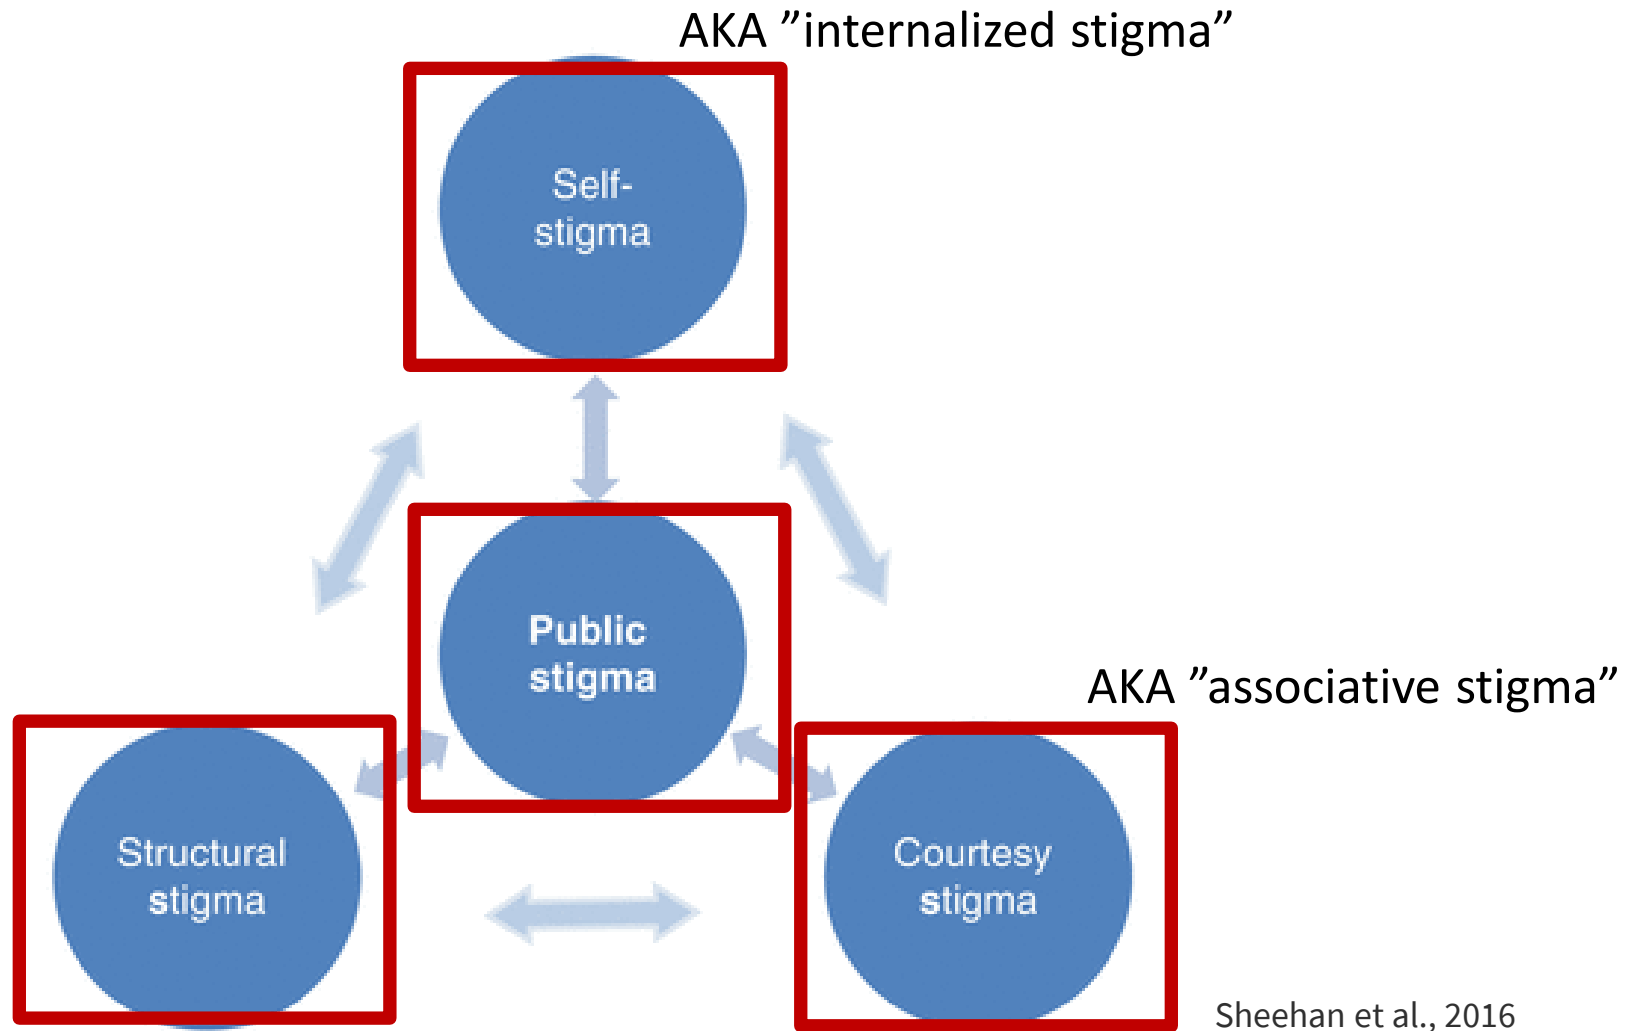 AKA ”internalized stigma”
Self-
stigma
Public
stigma
AKA ”associative stigma”
Structural
stigma
Courtesy
stigma
Sheehan et al., 2016